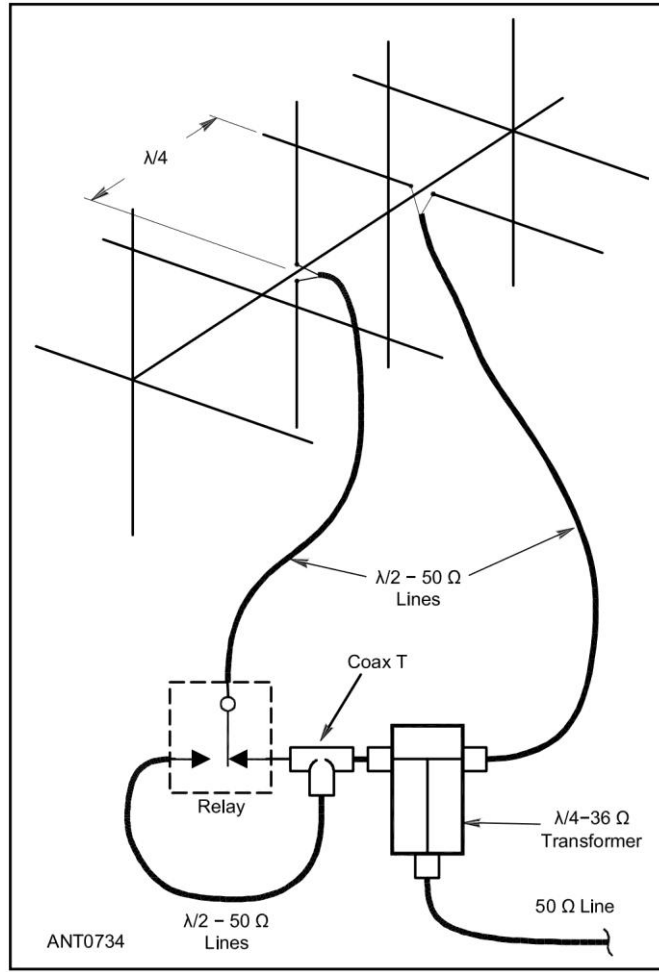 λ/4
λ/2 − 50 Ω
Lines
Coax T
Relay
λ/4−36 Ω
Transformer
λ/2 − 50 Ω
Lines
50 Ω Line
ANT0734